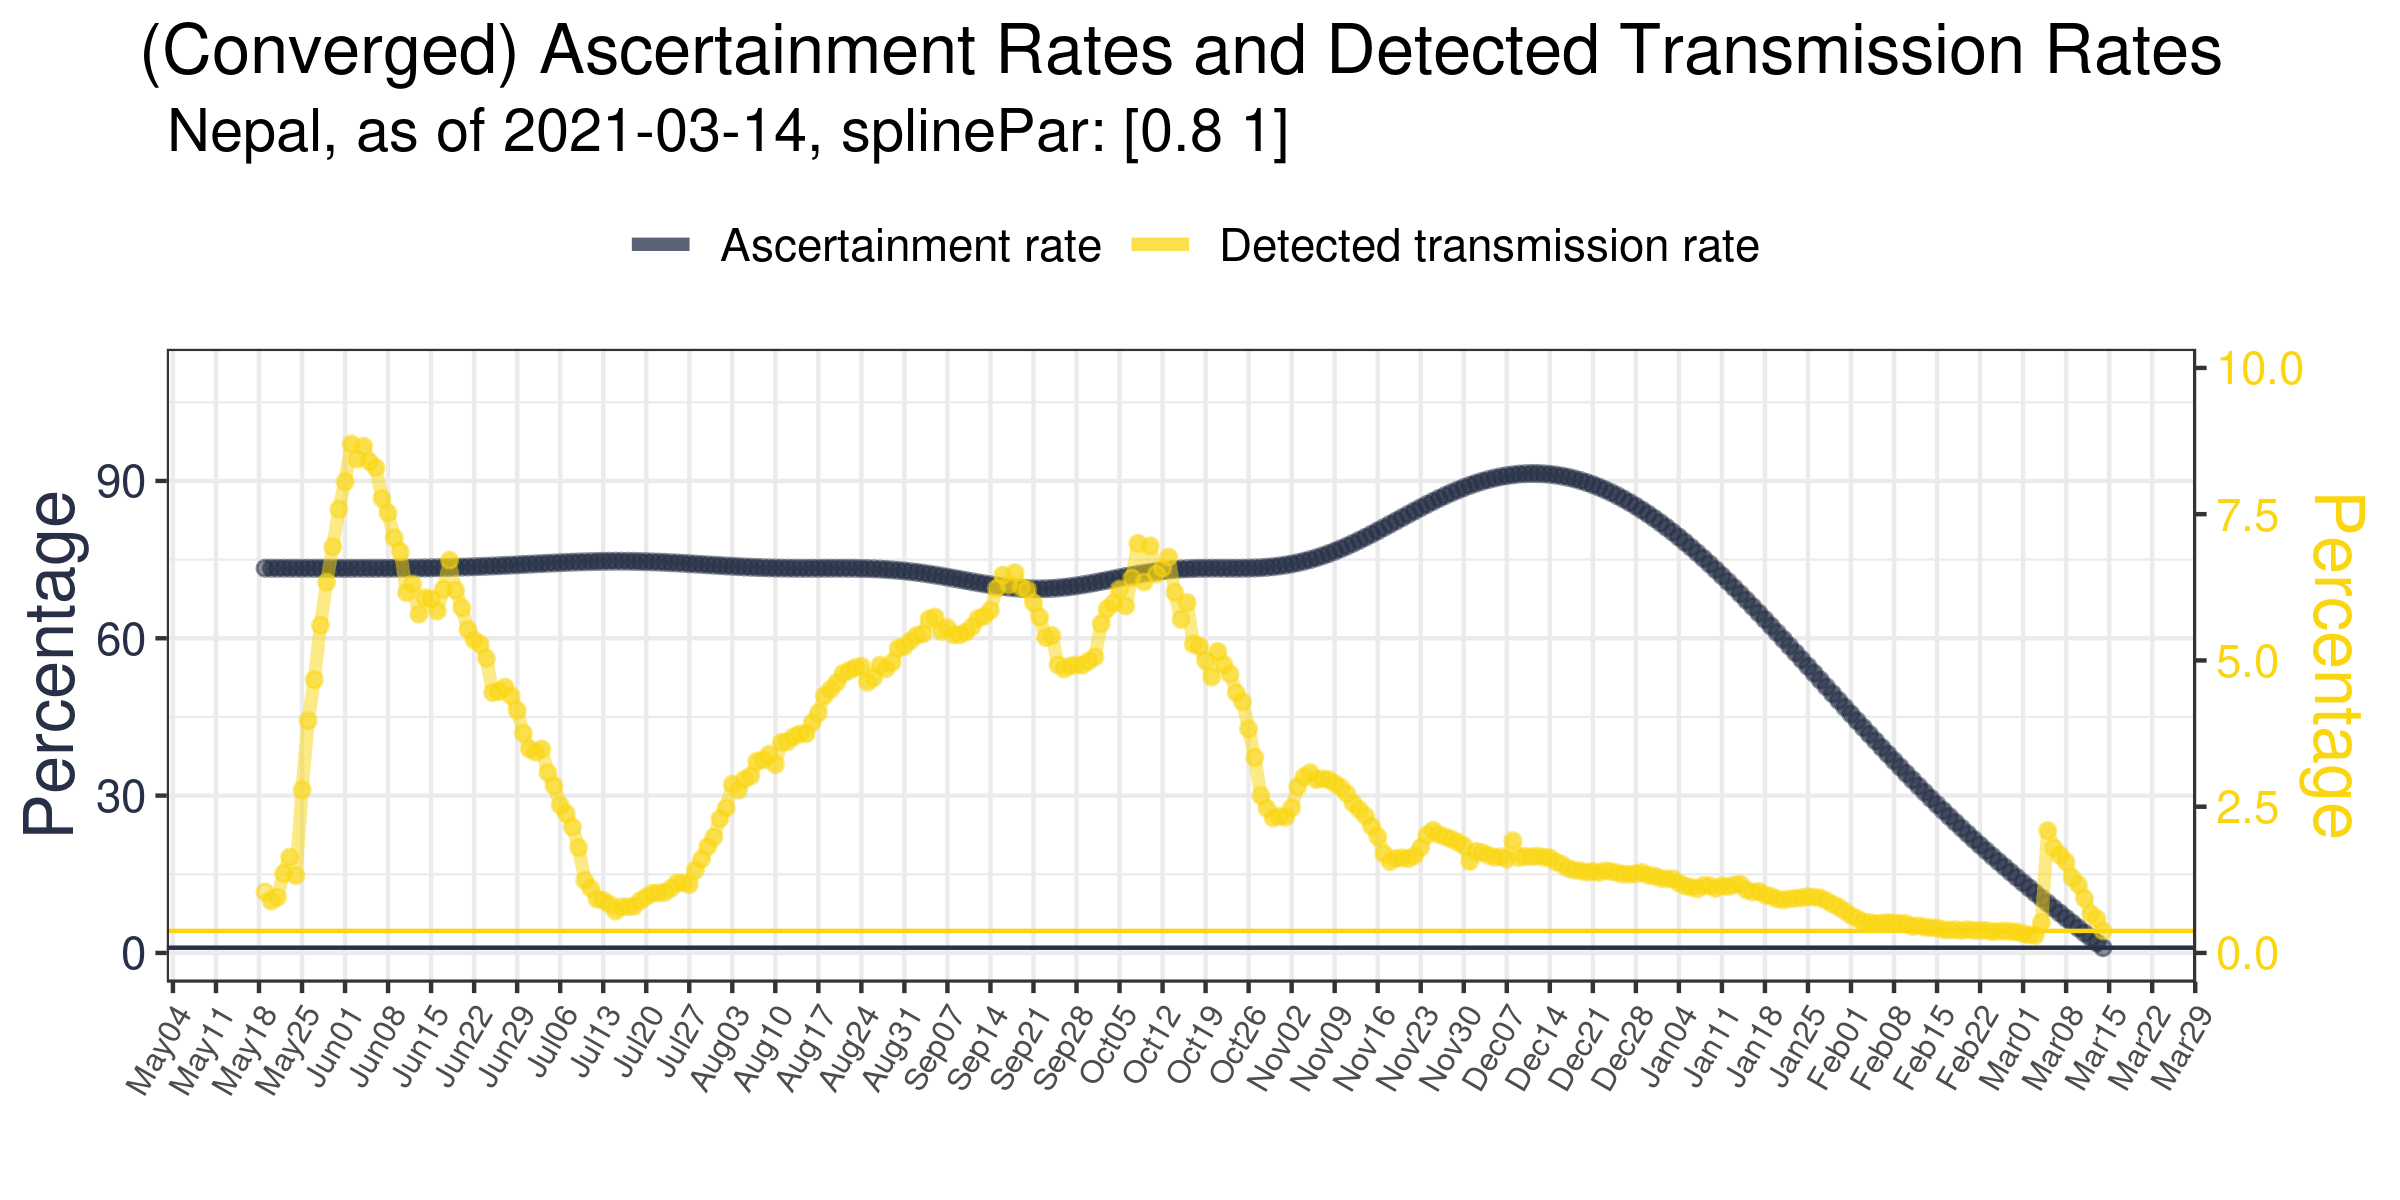 (Converged) Ascertainment Rates and Detected Transmission Rates
Nepal, as of 2021-03-14, splinePar: [0.8 1]
Ascertainment rate
Detected transmission rate
Percentage
90
60
30
0
10.0
7.5
5.0
2.5
0.0
Percentage
May04
May11
May18
May25
Jun01
Jun08
Jun15
Jun22
Jun29
Jul06
Jul13
Jul20
Jul27
Aug03
Aug10
Aug17
Aug24
Aug31
Sep07
Sep14
Sep21
Sep28
Oct05
Oct12
Oct19
Oct26
Nov02
Nov09
Nov16
Nov23
Nov30
Dec07
Dec14
Dec21
Dec28
Jan04
Jan11
Jan18
Jan25
Feb01
Feb08
Feb15
Feb22
Mar01
Mar08
Mar15
Mar22
Mar29